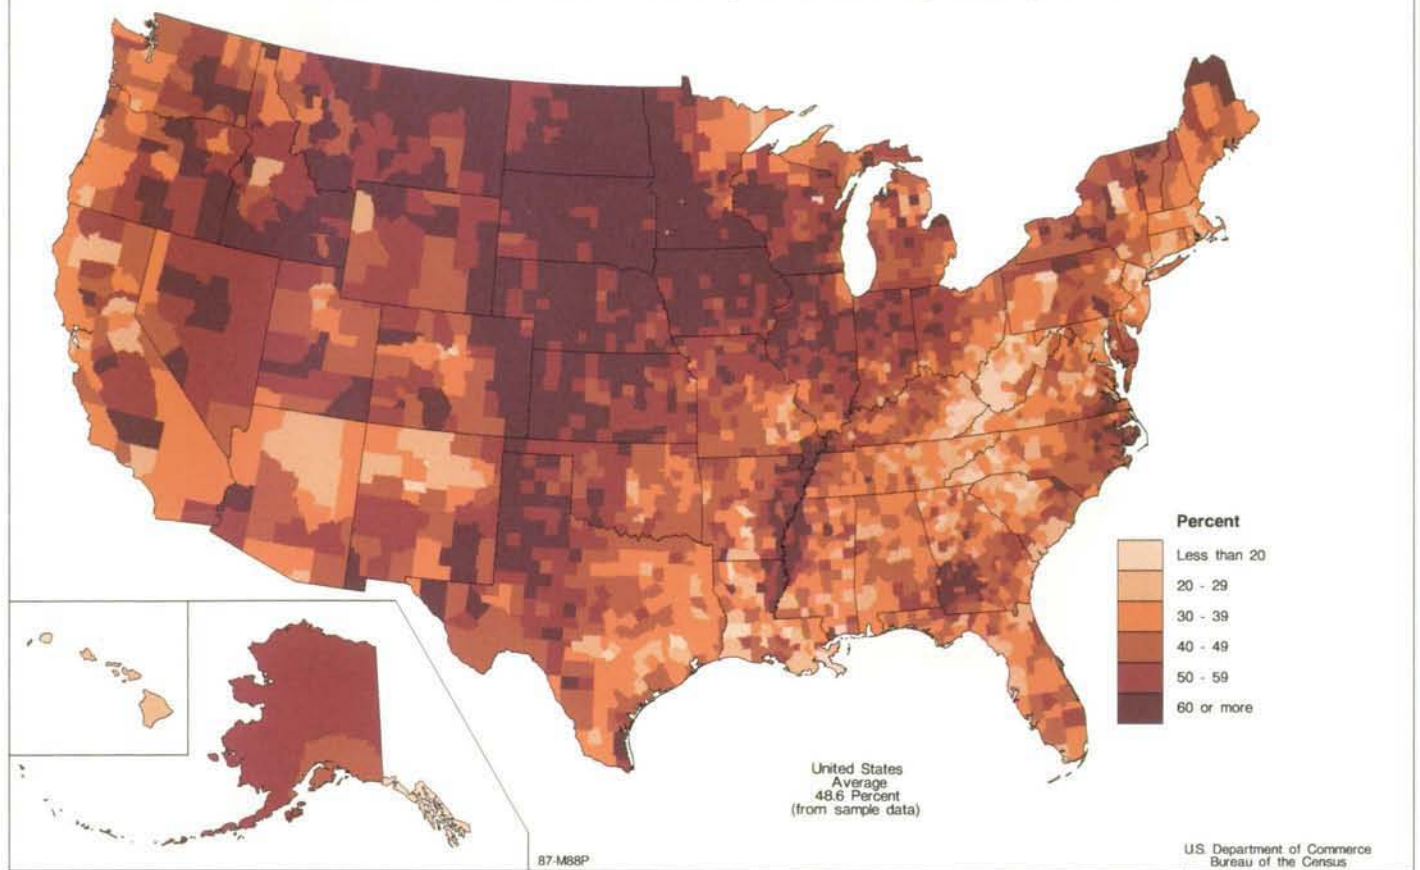 Percent
Less than 20
20 - 29
30 - 39
40 - 49
50 - 59
60 or more
United States
Average
48.6 Percent
(from sample data)
87-M88P
U.S. Department of Commerce
Bureau of the Census